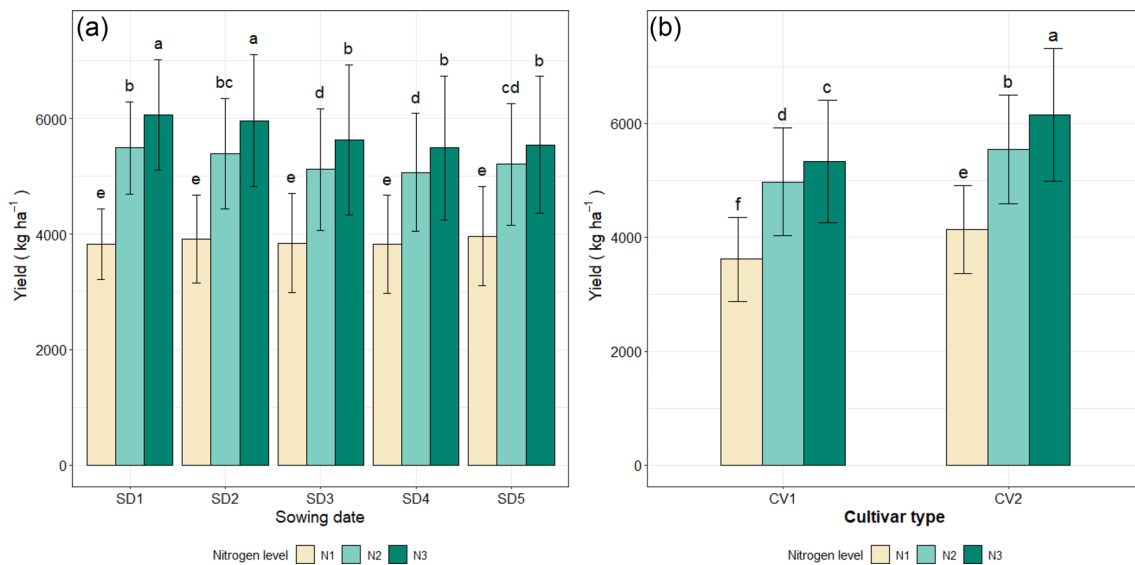 (a)
Yield ( kg ha⁻¹)
6000
4000
2000
0
e b a
e bc a
e d b
e d b
e cd b
SD1 SD2 SD3 SD4 SD5
Sowing date
Nitrogen level N1 N2 N3
(b)
Yield ( kg ha⁻¹)
6000
4000
2000
0
f d c
e b a
CV1 CV2
Cultivar type
Nitrogen level N1 N2 N3